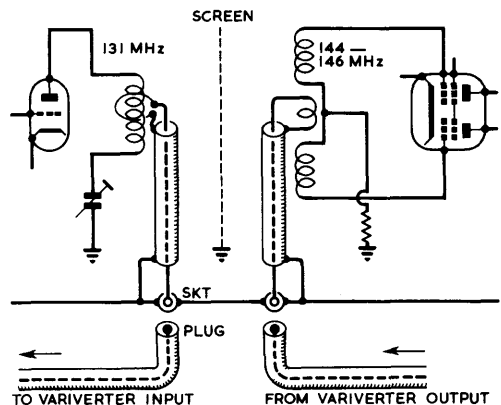 SCREEN
131 MHz
144 —
146 MHz
SKT
PLUG
TO VARIVERTER INPUT
FROM VARIVERTER OUTPUT